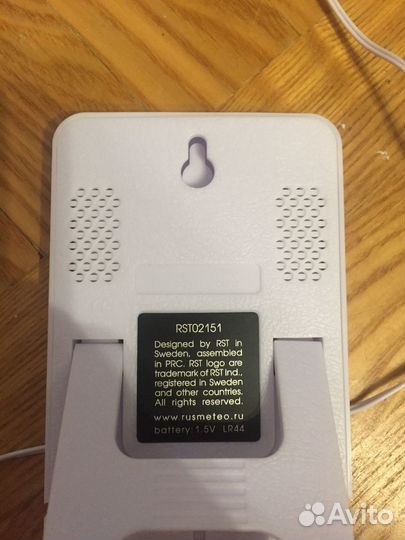 RST02151
Designed by RST in
Sweden, assembled
in PRC. RST logo are
trademark of RST Ind.,
registered in Sweden
and other countries.
All rights reserved.
www.rusmeteo.ru
battery: 1.5V LR44
Avito